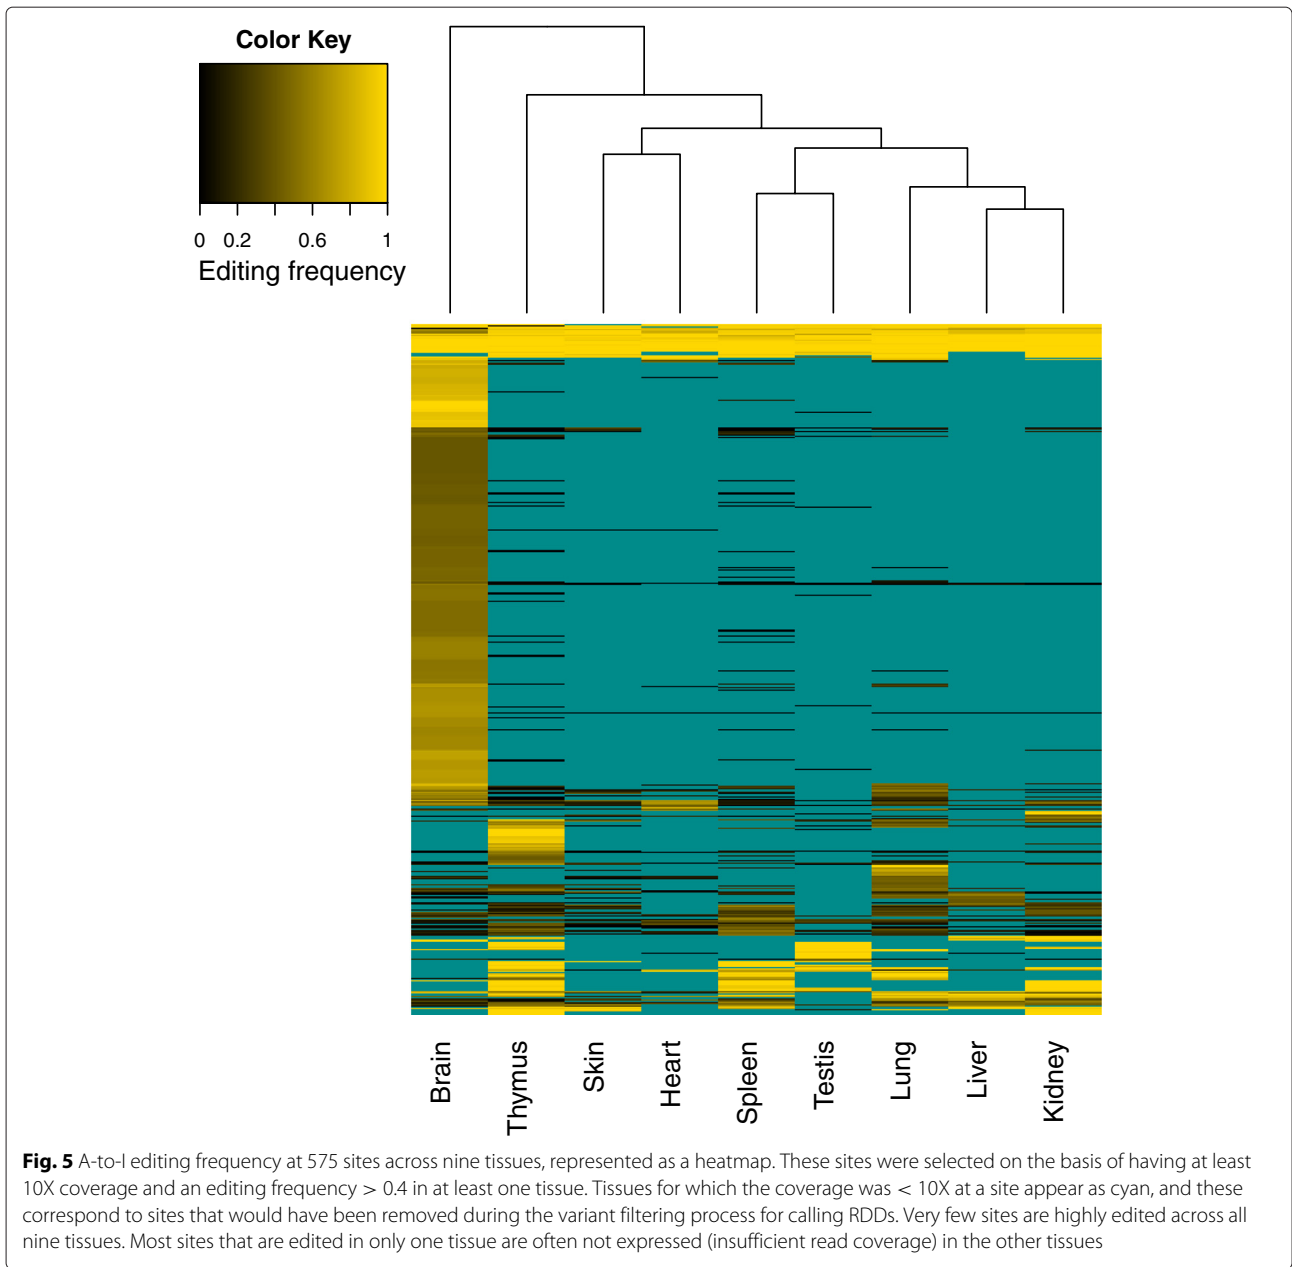 Color Key
0 0.2 0.6 1
Editing frequency
Brain
Thymus
Skin
Heart
Spleen
Testis
Lung
Liver
Kidney
Fig. 5 A-to-I editing frequency at 575 sites across nine tissues, represented as a heatmap. These sites were selected on the basis of having at least
10X coverage and an editing frequency > 0.4 in at least one tissue. Tissues for which the coverage was < 10X at a site appear as cyan, and these
correspond to sites that would have been removed during the variant filtering process for calling RDDs. Very few sites are highly edited across all
nine tissues. Most sites that are edited in only one tissue are often not expressed (insufficient read coverage) in the other tissues